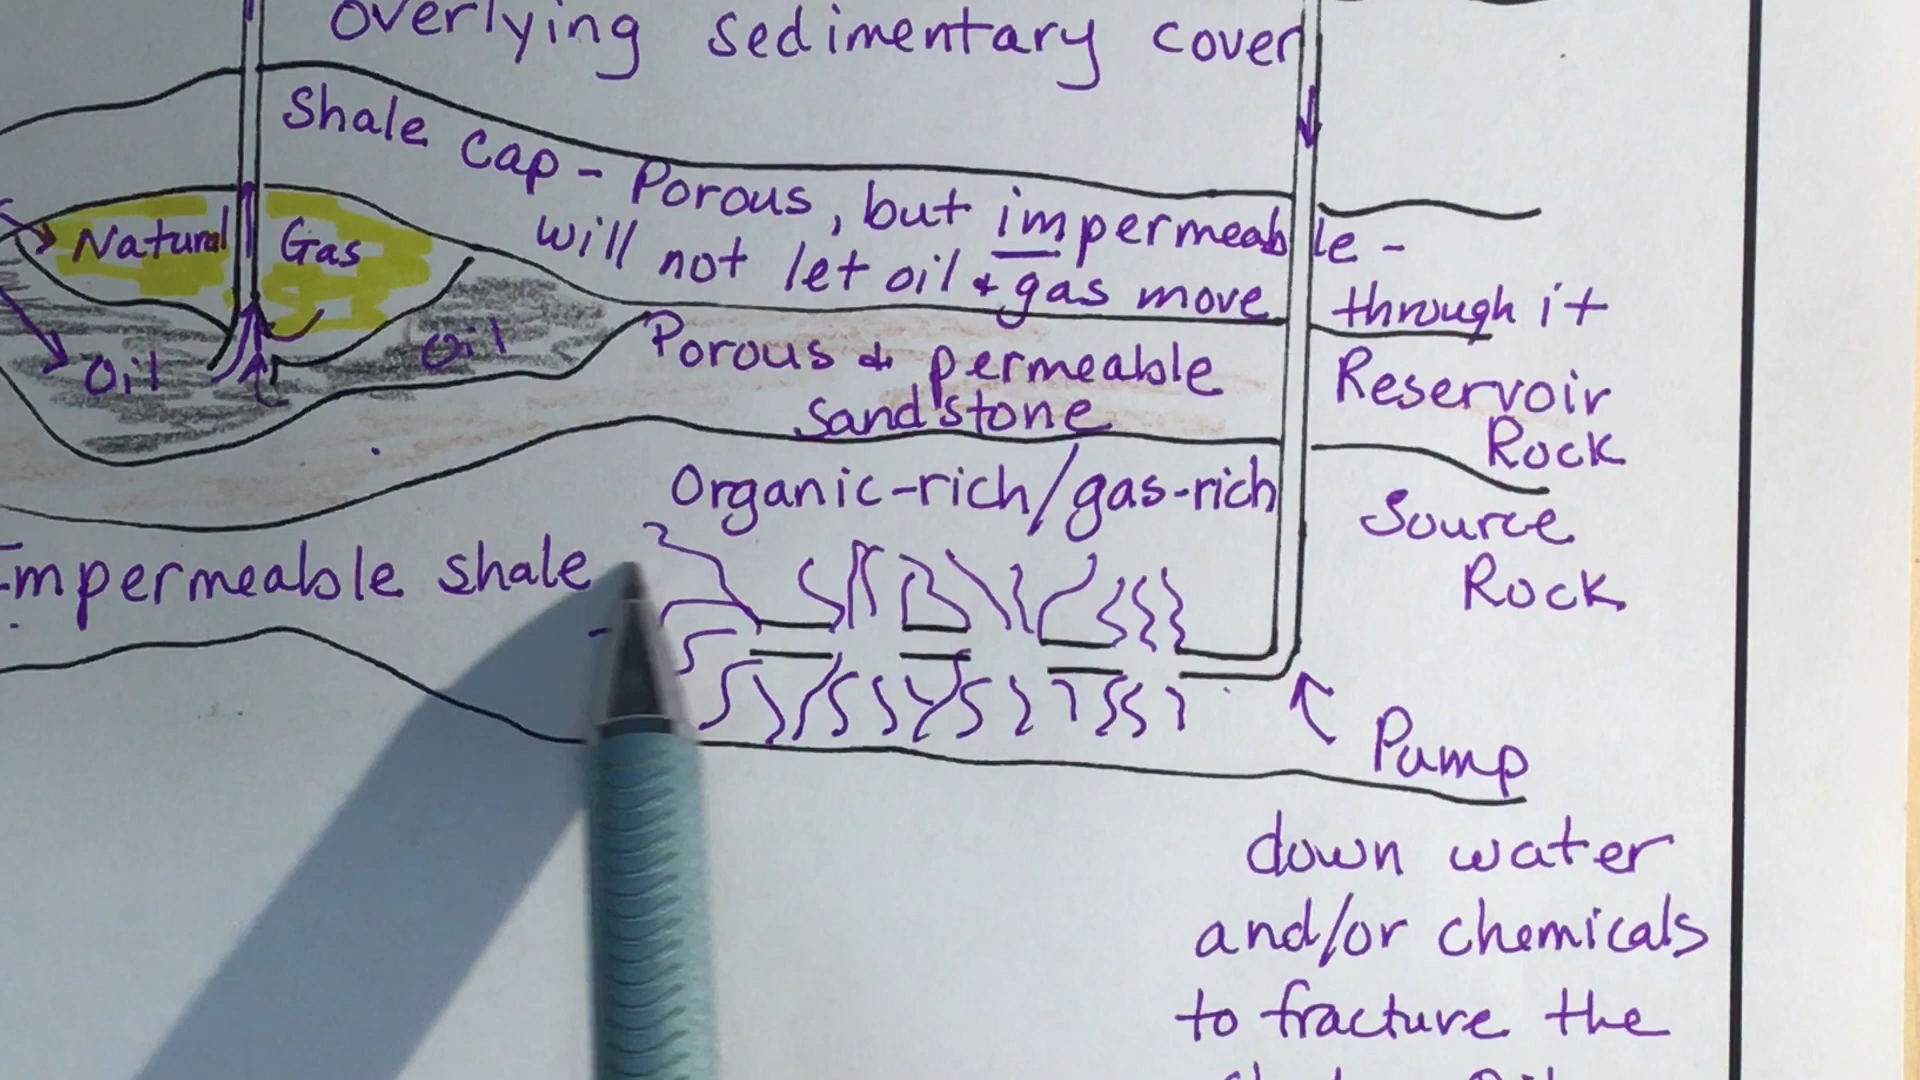 Overlying sedimentary cover
Shale cap - Porous, but impermeable -
will not let oil + gas move through it
Natural Gas
Oil
Oil
Porous & permeable
Sandstone
Reservoir
Rock
Organic-rich/gas-rich
Impermeable shale
Source
Rock
Pump
down water
and/or chemicals
to fracture the